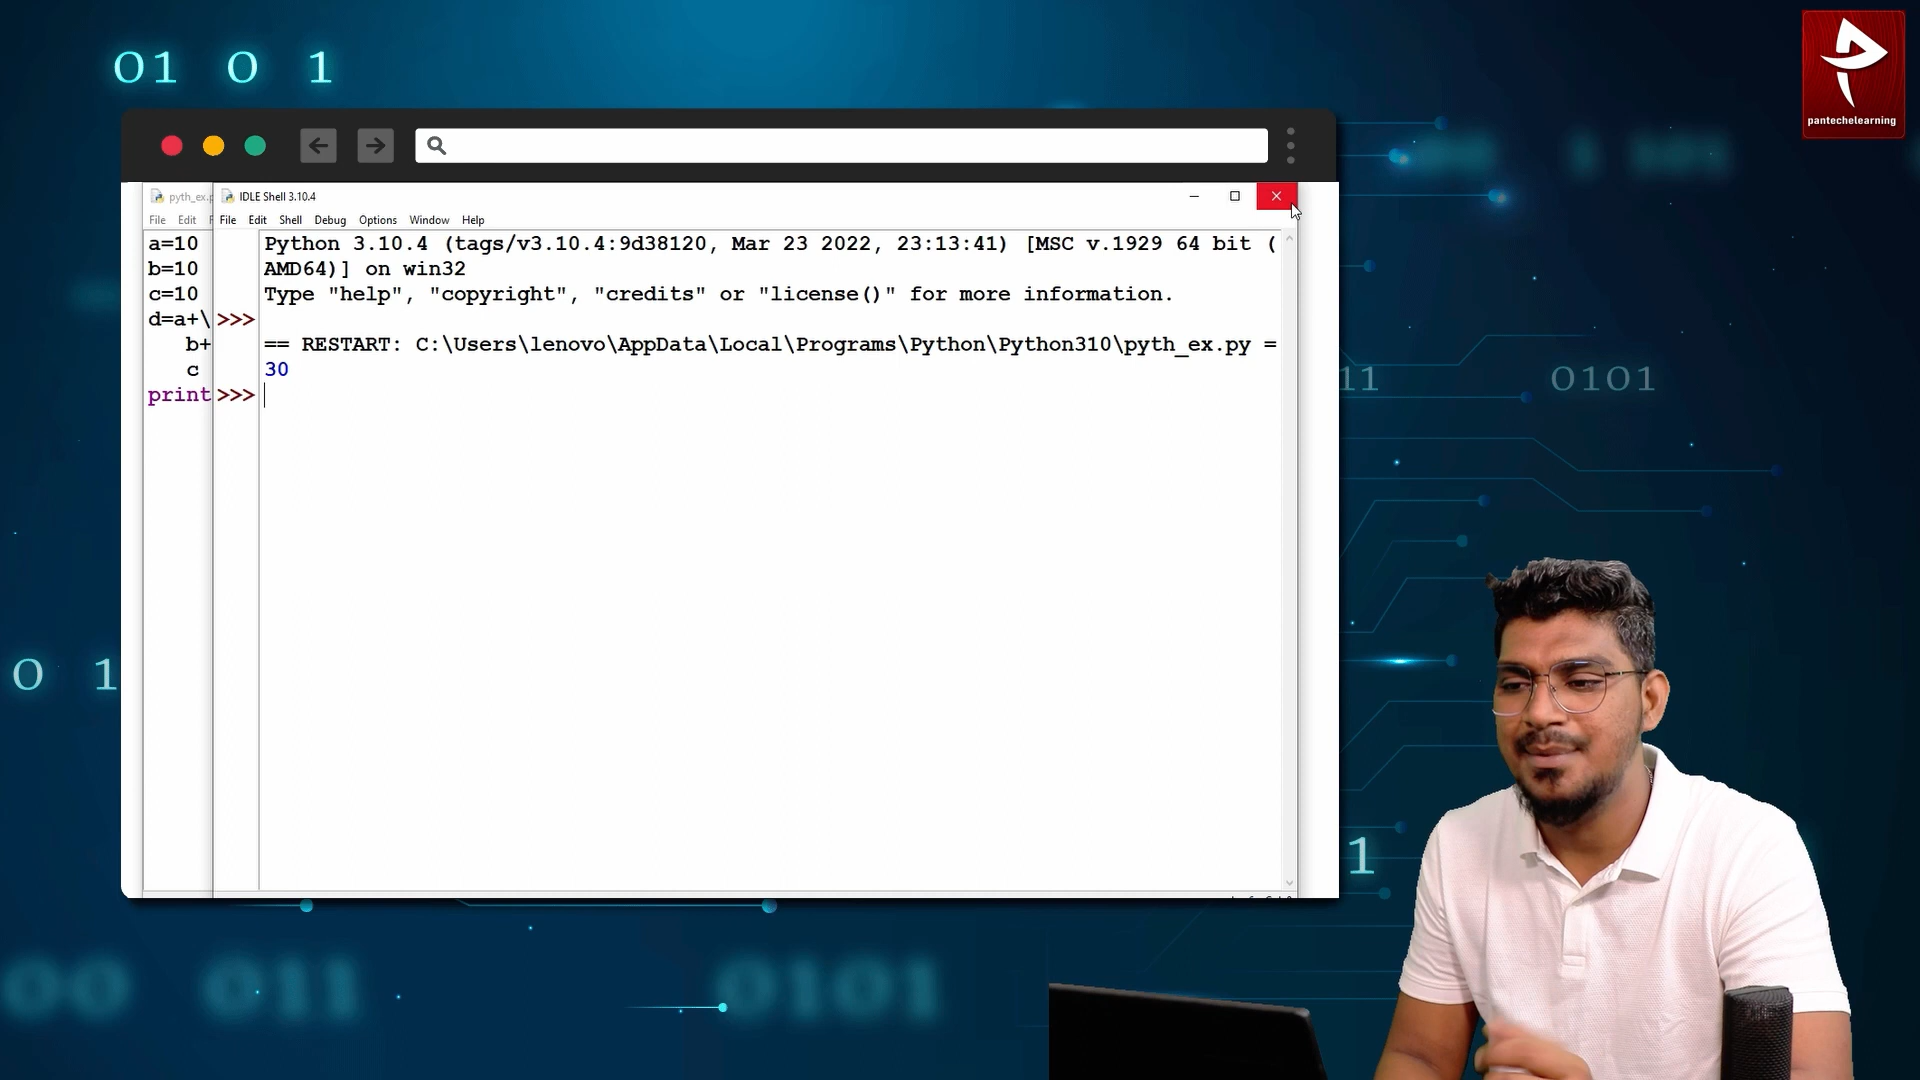 01 0 1
pantechelearning
pyth_ex.p
IDLE Shell 3.10.4
File Edit
File Edit Shell Debug Options Window Help
a=10
b=10
c=10
d=a+\
b+
c
print
Python 3.10.4 (tags/v3.10.4:9d38120, Mar 23 2022, 23:13:41) [MSC v.1929 64 bit (
AMD64)] on win32
Type "help", "copyright", "credits" or "license()" for more information.
>>>
== RESTART: C:\Users\lenovo\AppData\Local\Programs\Python\Python310\pyth_ex.py =
30
>>>
11 0101
0 1
1
00 011 0101